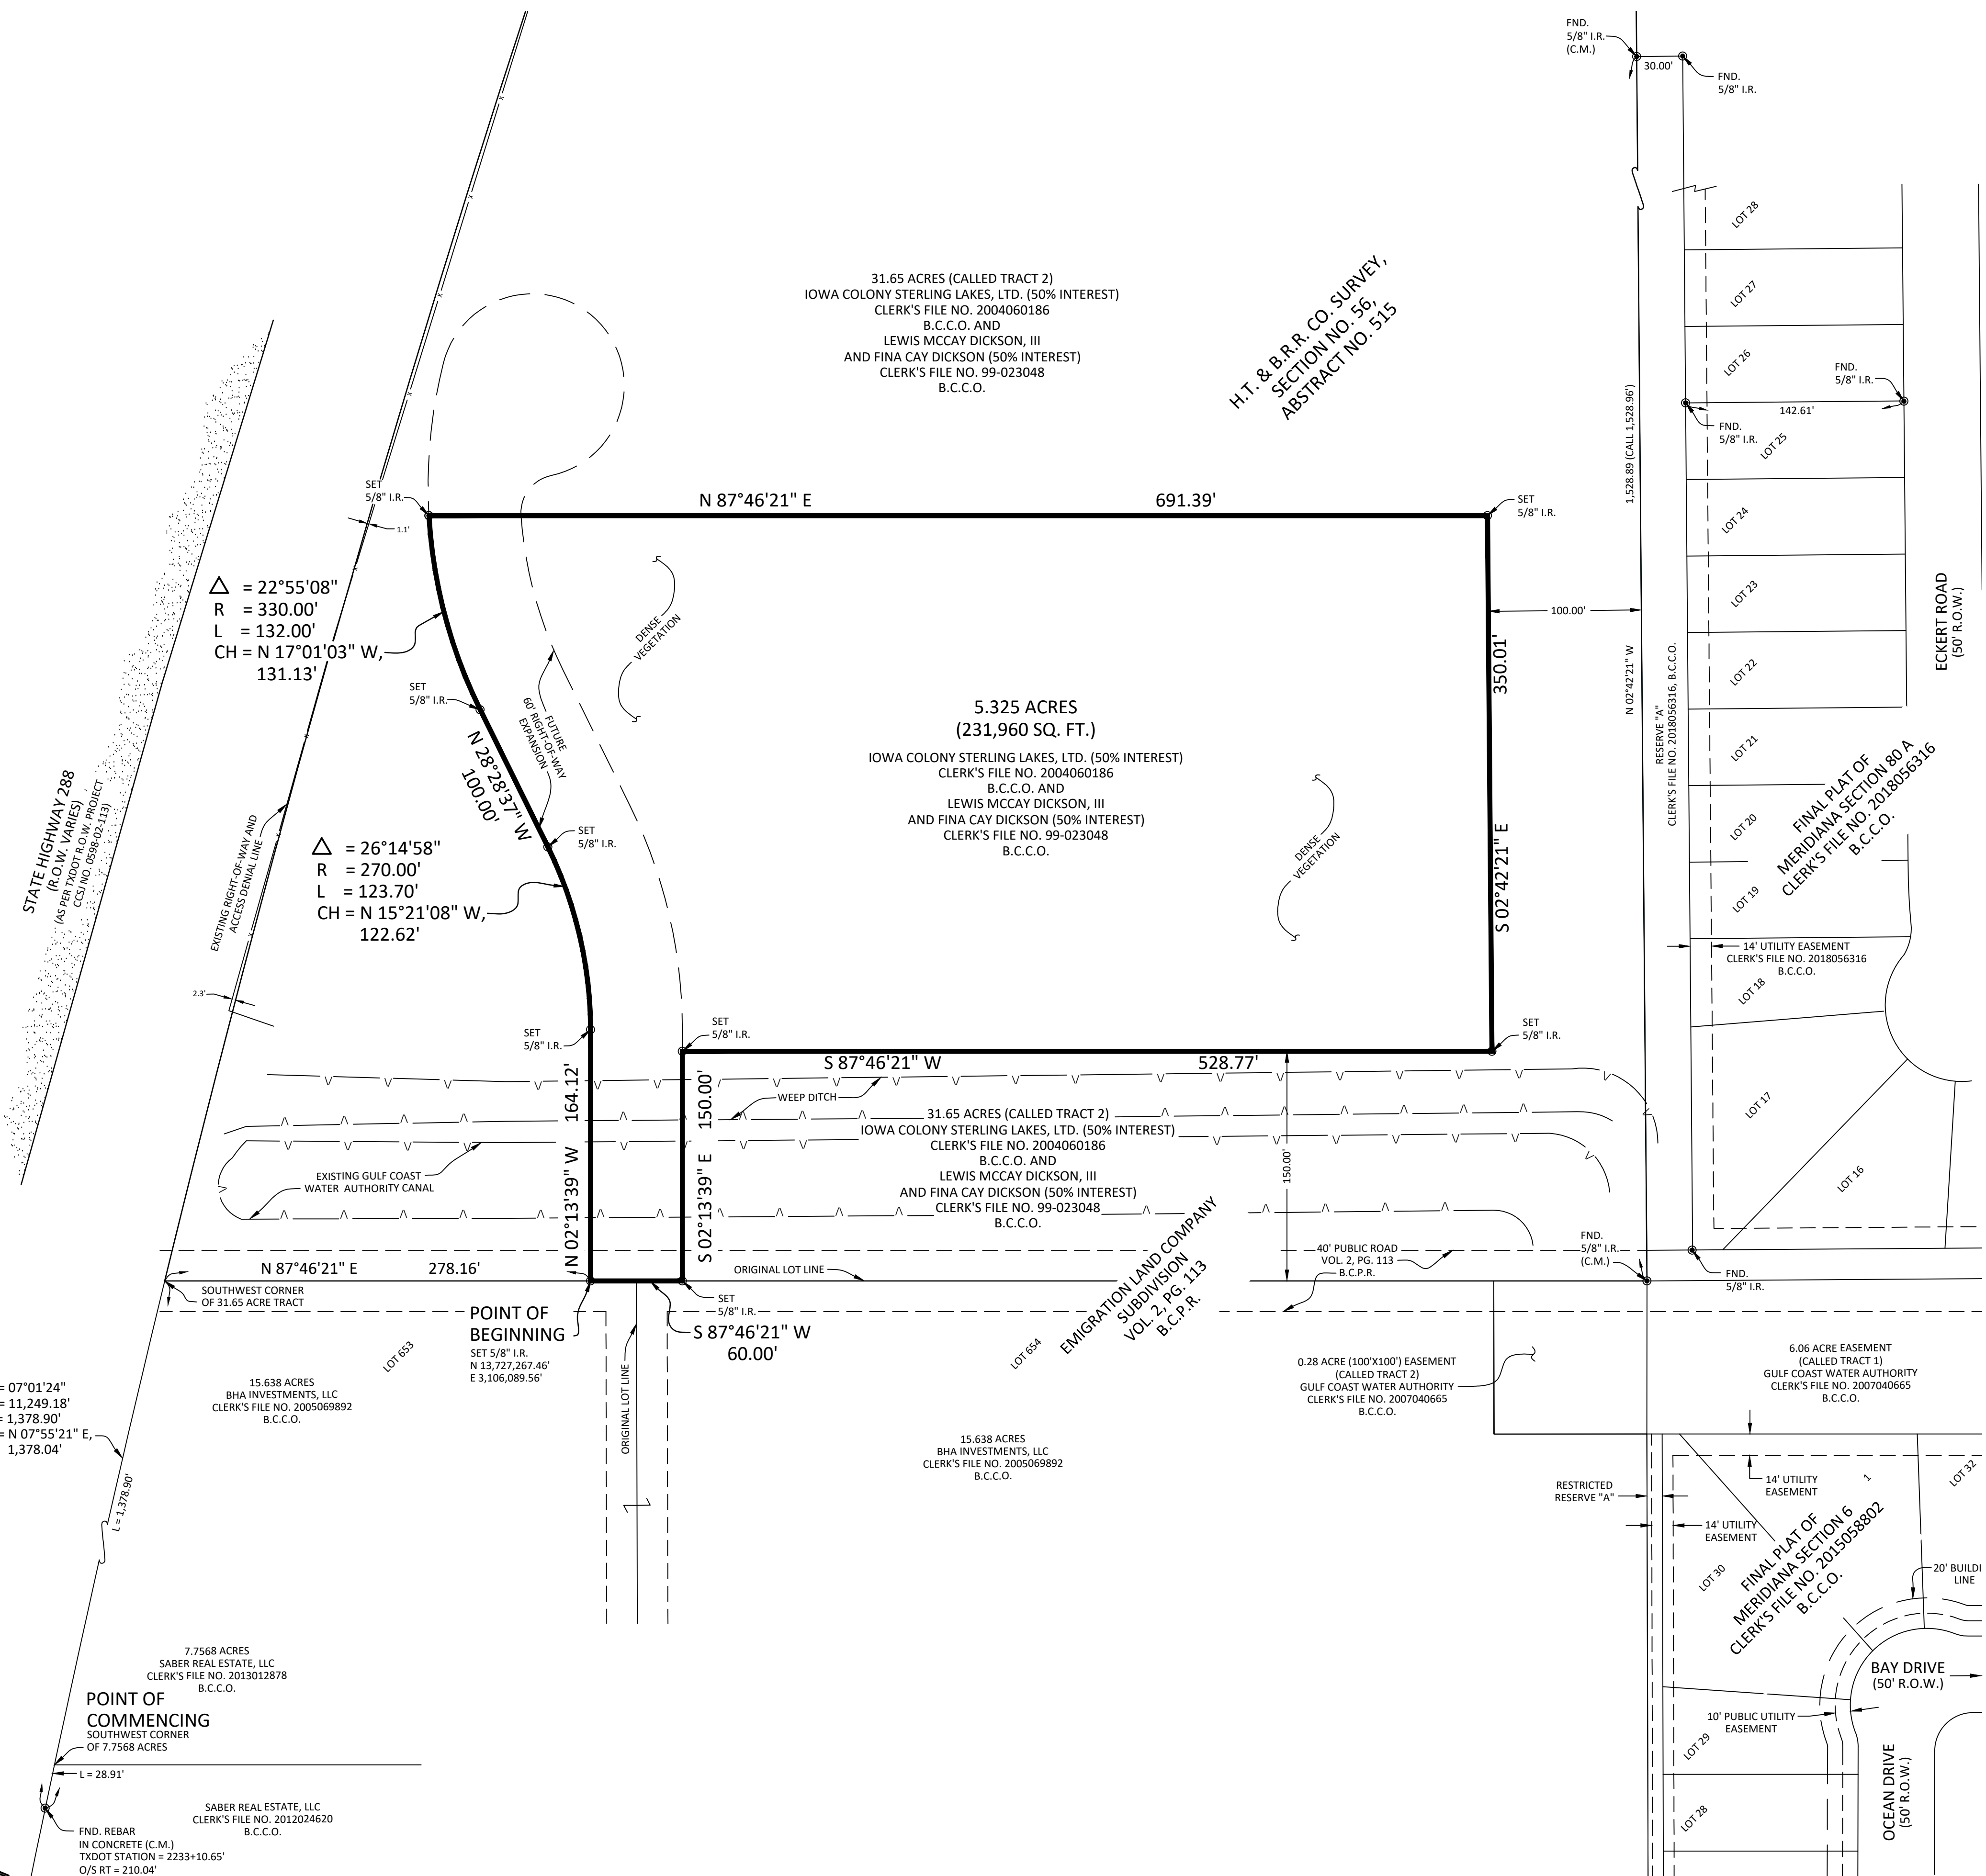 FND.
5/8" I.R.
(C.M.)
30.00'
FND.
5/8" I.R.
LOT 28
LOT 27
LOT 26
FND.
5/8" I.R.
142.61'
FND.
5/8" I.R.
LOT 25
LOT 24
LOT 23
LOT 22
LOT 21
LOT 20
LOT 19
LOT 18
LOT 17
LOT 16
ECKERT ROAD
(50' R.O.W.)
1,528.89 (CALL 1,528.96')
N 02°42'21" W
RESERVE "A"
CLERK'S FILE NO. 2018056316, B.C.C.O.
FINAL PLAT OF
MERIDIANA SECTION 80 A
CLERK'S FILE NO. 2018056316
B.C.C.O.
14' UTILITY EASEMENT
CLERK'S FILE NO. 2018056316
B.C.C.O.
31.65 ACRES (CALLED TRACT 2)
IOWA COLONY STERLING LAKES, LTD. (50% INTEREST)
CLERK'S FILE NO. 2004060186
B.C.C.O. AND
LEWIS MCCAY DICKSON, III
AND FINA CAY DICKSON (50% INTEREST)
CLERK'S FILE NO. 99-023048
B.C.C.O.
H.T. & B.R.R. CO. SURVEY,
SECTION NO. 56,
ABSTRACT NO. 515
SET
5/8" I.R.
1.1'
N 87°46'21" E
691.39'
SET
5/8" I.R.
100.00'
△ = 22°55'08"
R = 330.00'
L = 132.00'
CH = N 17°01'03" W,
131.13'
SET
5/8" I.R.
DENSE
VEGETATION
FUTURE
60' RIGHT-OF-WAY
EXPANSION
N 28°28'37" W
100.00'
SET
5/8" I.R.
△ = 26°14'58"
R = 270.00'
L = 123.70'
CH = N 15°21'08" W,
122.62'
5.325 ACRES
(231,960 SQ. FT.)
IOWA COLONY STERLING LAKES, LTD. (50% INTEREST)
CLERK'S FILE NO. 2004060186
B.C.C.O. AND
LEWIS MCCAY DICKSON, III
AND FINA CAY DICKSON (50% INTEREST)
CLERK'S FILE NO. 99-023048
B.C.C.O.
DENSE
VEGETATION
350.01'
S 02°42'21" E
STATE HIGHWAY 288
(R.O.W. VARIES)
(AS PER TXDOT R.O.W. PROJECT
CCSJ NO. 0598-02-113)
EXISTING RIGHT-OF-WAY AND
ACCESS DENIAL LINE
2.3'
SET
5/8" I.R.
SET
5/8" I.R.
SET
5/8" I.R.
S 87°46'21" W
528.77'
N 02°13'39" W 164.12'
S 02°13'39" E 150.00'
WEEP DITCH
EXISTING GULF COAST
WATER AUTHORITY CANAL
31.65 ACRES (CALLED TRACT 2)
IOWA COLONY STERLING LAKES, LTD. (50% INTEREST)
CLERK'S FILE NO. 2004060186
B.C.C.O. AND
LEWIS MCCAY DICKSON, III
AND FINA CAY DICKSON (50% INTEREST)
CLERK'S FILE NO. 99-023048
B.C.C.O.
150.00'
EMIGRATION LAND COMPANY
SUBDIVISION
VOL. 2, PG. 113
B.C.P.R.
40' PUBLIC ROAD
VOL. 2, PG. 113
B.C.P.R.
FND.
5/8" I.R.
(C.M.)
FND.
5/8" I.R.
N 87°46'21" E
278.16'
SOUTHWEST CORNER
OF 31.65 ACRE TRACT
ORIGINAL LOT LINE
SET
5/8" I.R.
POINT OF
BEGINNING
SET 5/8" I.R.
N 13,727,267.46'
E 3,106,089.56'
S 87°46'21" W
60.00'
LOT 653
LOT 654
ORIGINAL LOT LINE
15.638 ACRES
BHA INVESTMENTS, LLC
CLERK'S FILE NO. 2005069892
B.C.C.O.
15.638 ACRES
BHA INVESTMENTS, LLC
CLERK'S FILE NO. 2005069892
B.C.C.O.
0.28 ACRE (100'X100') EASEMENT
(CALLED TRACT 2)
GULF COAST WATER AUTHORITY
CLERK'S FILE NO. 2007040665
B.C.C.O.
6.06 ACRE EASEMENT
(CALLED TRACT 1)
GULF COAST WATER AUTHORITY
CLERK'S FILE NO. 2007040665
B.C.C.O.
= 07°01'24"
= 11,249.18'
= 1,378.90'
= N 07°55'21" E,
1,378.04'
L = 1,378.90'
RESTRICTED
RESERVE "A"
14' UTILITY
EASEMENT
14' UTILITY
EASEMENT
1
LOT 32
LOT 30
FINAL PLAT OF
MERIDIANA SECTION 6
CLERK'S FILE NO. 2015058802
B.C.C.O.
20' BUILDI
LINE
BAY DRIVE
(50' R.O.W.)
10' PUBLIC UTILITY
EASEMENT
LOT 29
LOT 28
OCEAN DRIVE
(50' R.O.W.)
7.7568 ACRES
SABER REAL ESTATE, LLC
CLERK'S FILE NO. 2013012878
B.C.C.O.
POINT OF
COMMENCING
SOUTHWEST CORNER
OF 7.7568 ACRES
L = 28.91'
SABER REAL ESTATE, LLC
CLERK'S FILE NO. 2012024620
B.C.C.O.
FND. REBAR
IN CONCRETE (C.M.)
TXDOT STATION = 2233+10.65'
O/S RT = 210.04'